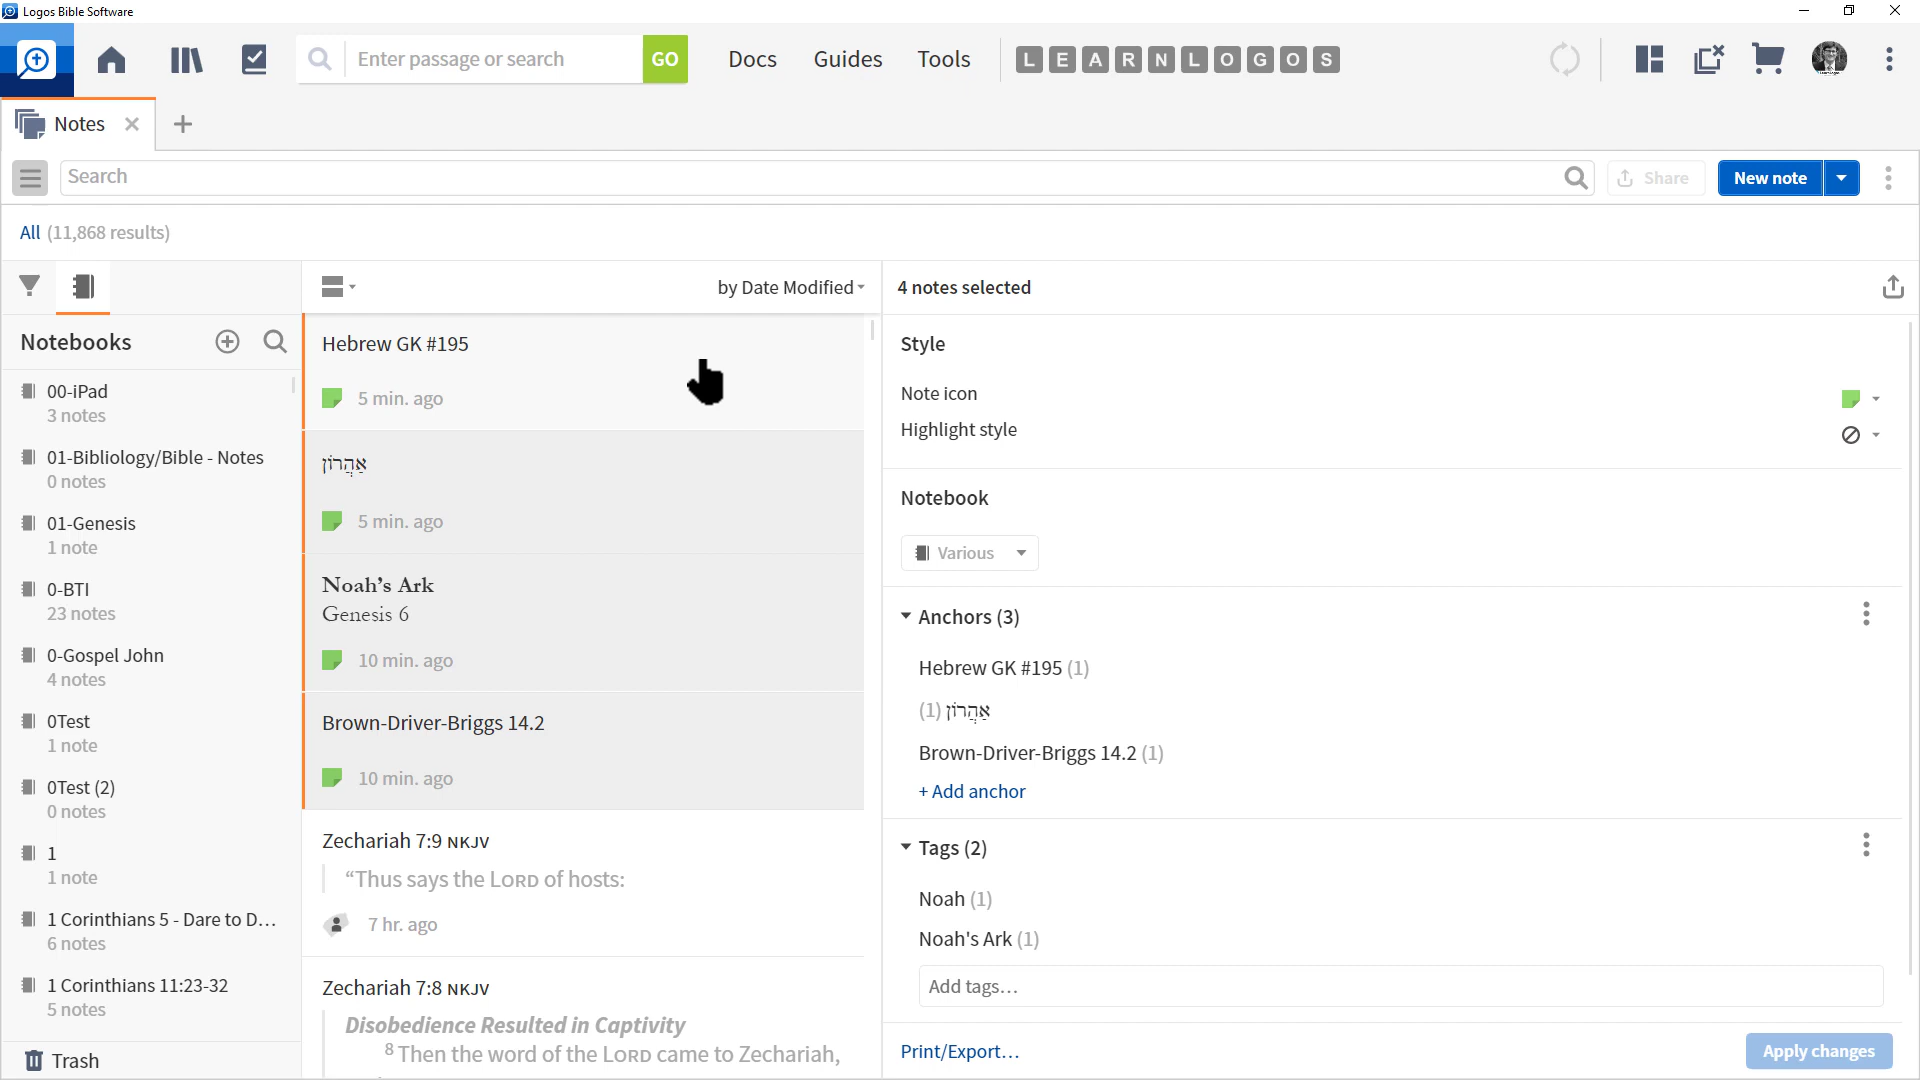 Logos Bible Software
Enter passage or search
GO
Docs
Guides
Tools
LEARNLOGOS
Notes
Search
Share
New note
All (11,868 results)
by Date Modified
4 notes selected
Notebooks
00-iPad
3 notes
01-Bibliology/Bible - Notes
0 notes
01-Genesis
1 note
0-BTI
23 notes
0-Gospel John
4 notes
0Test
1 note
0Test (2)
0 notes
1
1 note
1 Corinthians 5 - Dare to D...
6 notes
1 Corinthians 11:23-32
5 notes
Trash
Hebrew GK #195
5 min. ago
אַהֲרוֹן
5 min. ago
Noah’s Ark
Genesis 6
10 min. ago
Brown-Driver-Briggs 14.2
10 min. ago
Zechariah 7:9 NKJV
“Thus says the LORD of hosts:
7 hr. ago
Zechariah 7:8 NKJV
Disobedience Resulted in Captivity
8 Then the word of the LORD came to Zechariah,
Style
Note icon
Highlight style
Notebook
Various
Anchors (3)
Hebrew GK #195 (1)
אַהֲרוֹן (1)
Brown-Driver-Briggs 14.2 (1)
+ Add anchor
Tags (2)
Noah (1)
Noah's Ark (1)
Add tags...
Print/Export...
Apply changes